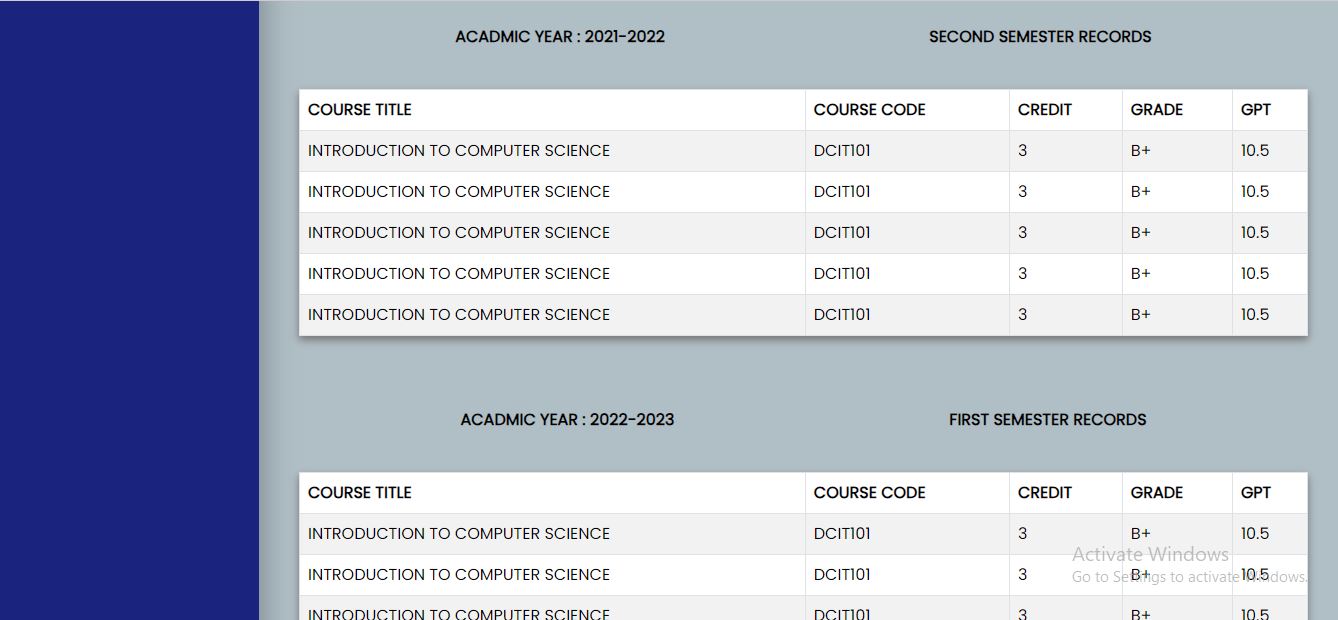 ACADMIC YEAR : 2021-2022 SECOND SEMESTER RECORDS
COURSE TITLE COURSE CODE CREDIT GRADE GPT
INTRODUCTION TO COMPUTER SCIENCE DCIT101 3 B+ 10.5
INTRODUCTION TO COMPUTER SCIENCE DCIT101 3 B+ 10.5
INTRODUCTION TO COMPUTER SCIENCE DCIT101 3 B+ 10.5
INTRODUCTION TO COMPUTER SCIENCE DCIT101 3 B+ 10.5
INTRODUCTION TO COMPUTER SCIENCE DCIT101 3 B+ 10.5
ACADMIC YEAR : 2022-2023 FIRST SEMESTER RECORDS
COURSE TITLE COURSE CODE CREDIT GRADE GPT
INTRODUCTION TO COMPUTER SCIENCE DCIT101 3 B+ 10.5
Activate Windows
INTRODUCTION TO COMPUTER SCIENCE DCIT101 3 B+ 10.5
Go to Settings to activate Windows.
INTRODUCTION TO COMPUTER SCIENCE DCIT101 3 B+ 10.5